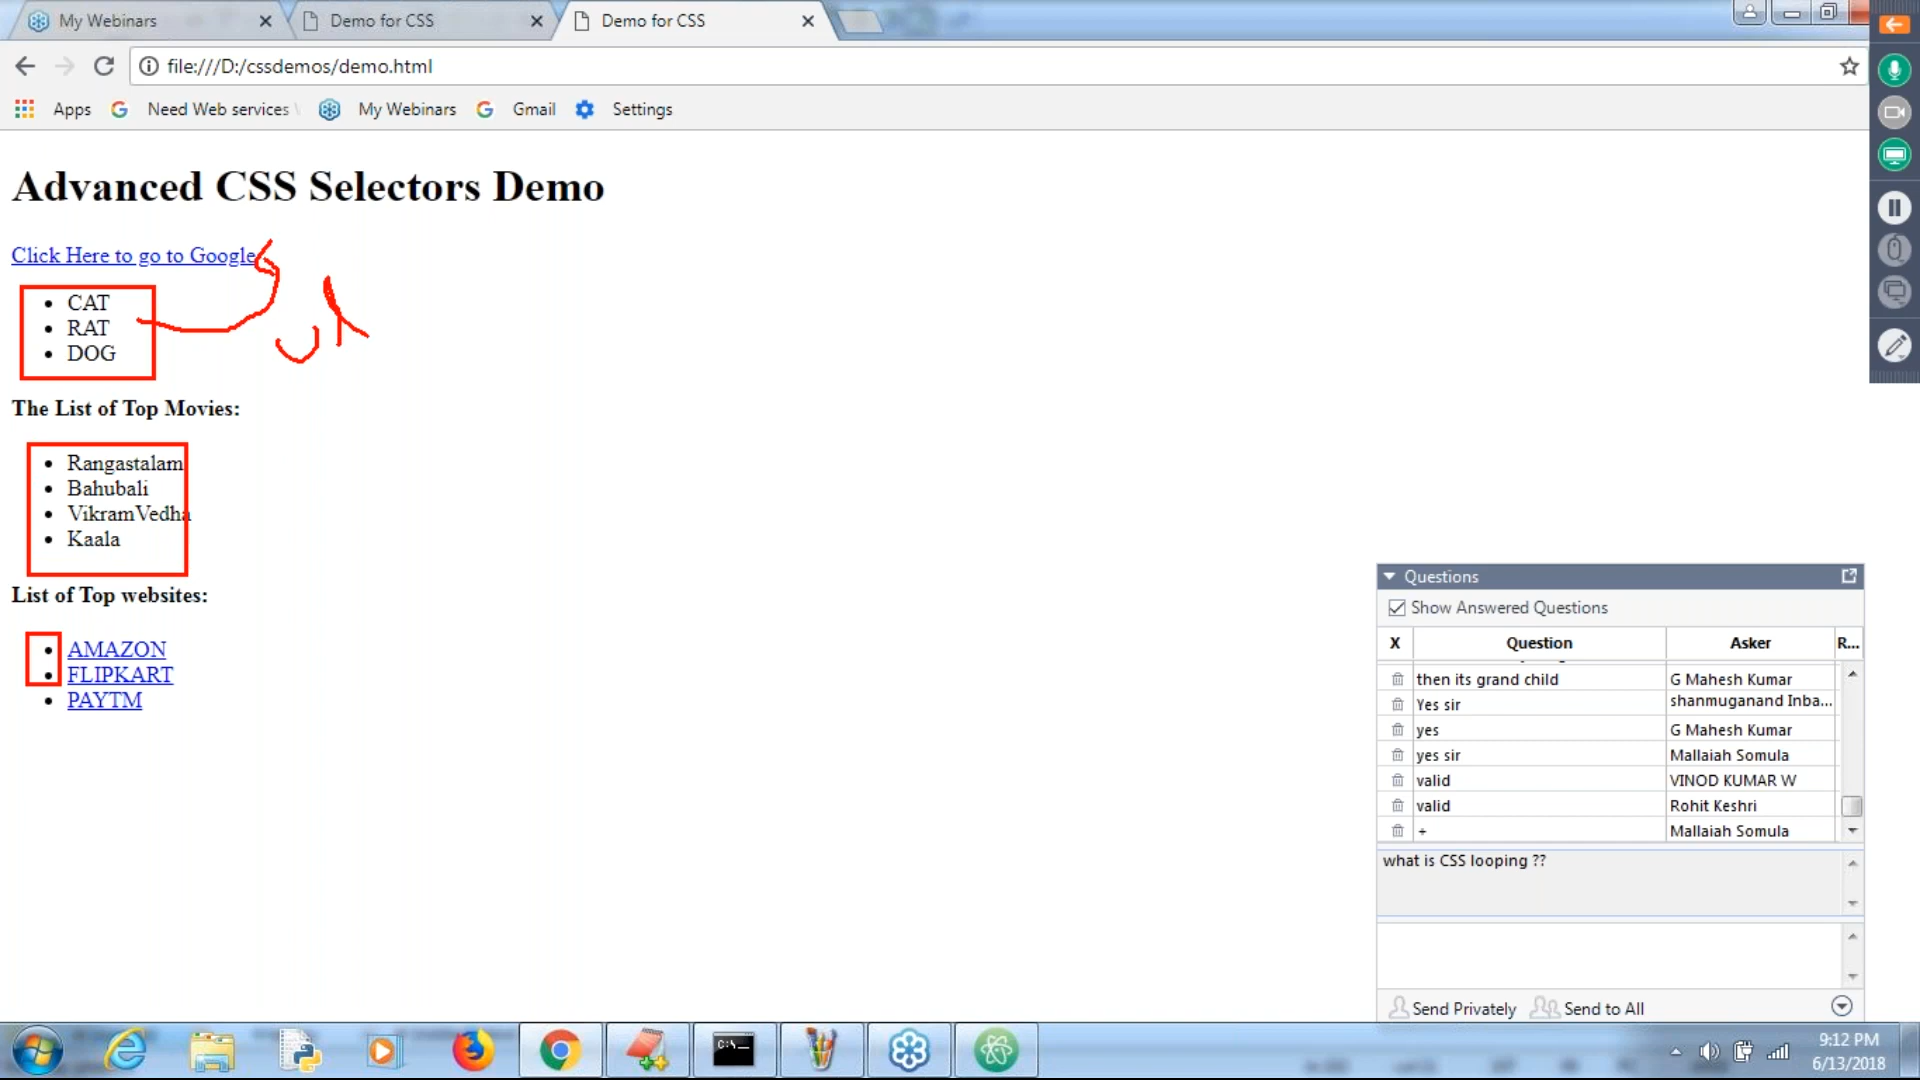 My Webinars
Demo for CSS
Demo for CSS
file:///D:/cssdemos/demo.html
Apps
Need Web services
My Webinars
Gmail
Settings
Advanced CSS Selectors Demo
Click Here to go to Google
CAT
RAT
DOG
The List of Top Movies:
Rangastalam
Bahubali
VikramVedha
Kaala
List of Top websites:
AMAZON
FLIPKART
PAYTM
Questions
Show Answered Questions
X Question Asker R...
then its grand child G Mahesh Kumar
Yes sir shanmuganand Inba...
yes G Mahesh Kumar
yes sir Mallaiah Somula
valid VINOD KUMAR W
valid Rohit Keshri
+ Mallaiah Somula
what is CSS looping ??
Send Privately Send to All
9:12 PM
6/13/2018